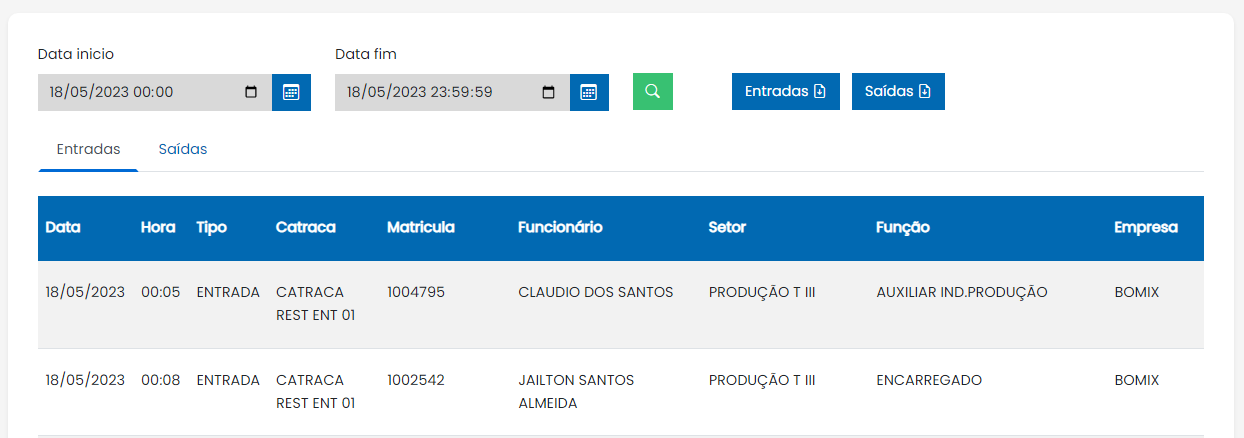 Data inicio Data fim
18/05/2023 00:00 18/05/2023 23:59:59 Entradas Saídas
Entradas Saídas
Data Hora Tipo Catraca Matricula Funcionário Setor Função Empresa
18/05/2023 00:05 ENTRADA CATRACA 1004795 CLAUDIO DOS SANTOS PRODUÇÃO T III AUXILIAR IND.PRODUÇÃO BOMIX
REST ENT 01
18/05/2023 00:08 ENTRADA CATRACA 1002542 JAILTON SANTOS PRODUÇÃO T III ENCARREGADO BOMIX
REST ENT 01 ALMEIDA